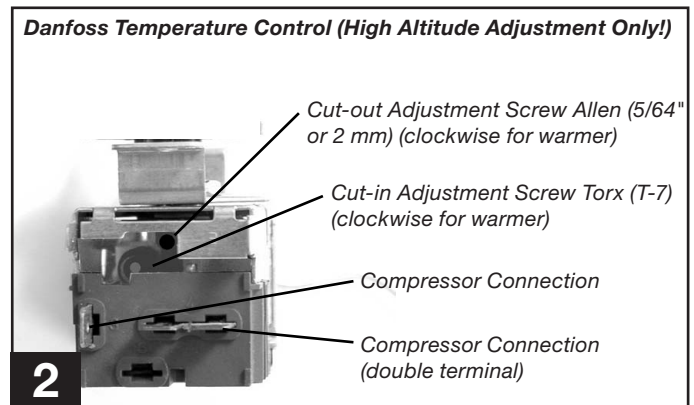 Danfoss Temperature Control (High Altitude Adjustment Only!)
Cut-out Adjustment Screw Allen (5/64"
or 2 mm) (clockwise for warmer)
Cut-in Adjustment Screw Torx (T-7)
(clockwise for warmer)
Compressor Connection
Compressor Connection
(double terminal)
2